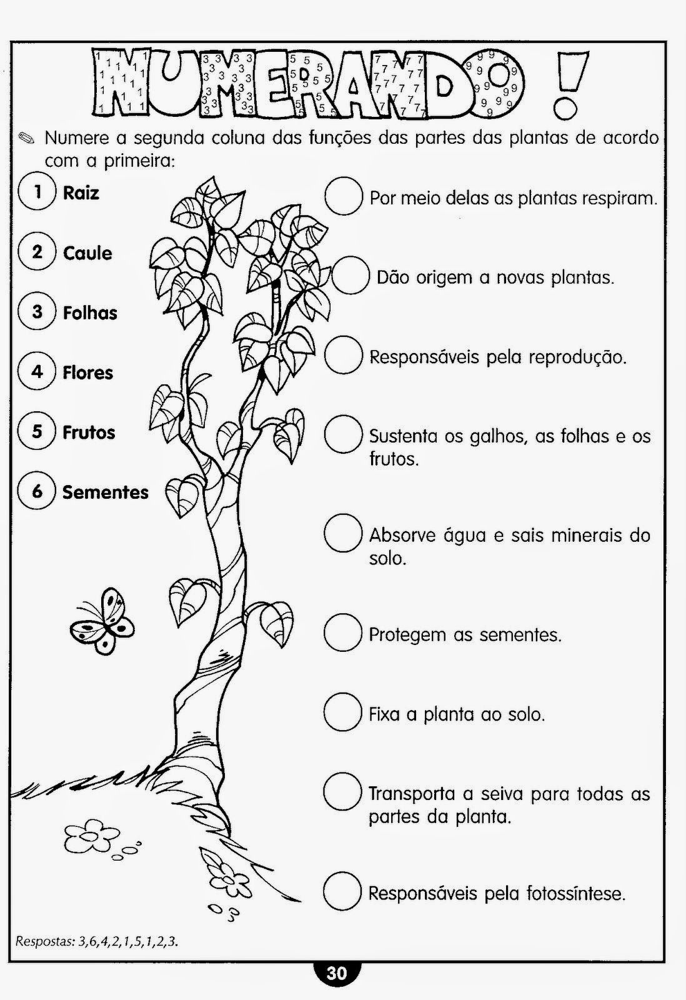 NUMERANDO!
Numere a segunda coluna das funções das partes das plantas de acordo
com a primeira:
1 Raiz
2 Caule
3 Folhas
4 Flores
5 Frutos
6 Sementes
Por meio delas as plantas respiram.
Dão origem a novas plantas.
Responsáveis pela reprodução.
Sustenta os galhos, as folhas e os
frutos.
Absorve água e sais minerais do
solo.
Protegem as sementes.
Fixa a planta ao solo.
Transporta a seiva para todas as
partes da planta.
Responsáveis pela fotossíntese.
Respostas: 3,6,4,2,1,5,1,2,3.
30